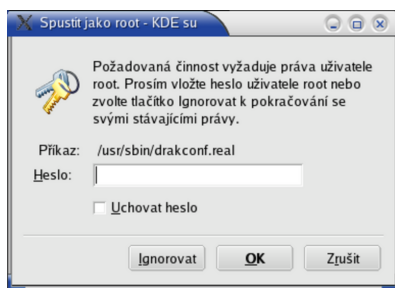 Spustit jako root - KDE su
Požadovaná činnost vyžaduje práva uživatele
root. Prosím vložte heslo uživatele root nebo
zvolte tlačítko Ignorovat k pokračování se
svými stávajícími právy.
Příkaz: /usr/sbin/drakconf.real
Heslo:
Uchovat heslo
Ignorovat OK Zrušit